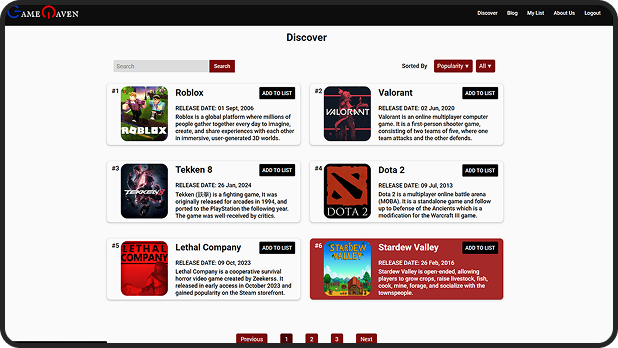 GAME HAVEN
Discover Blog My List About Us Logout
Discover
Search Search Sorted By Popularity ▼ All ▼
#1 Roblox ADD TO LIST
RELEASE DATE: 01 Sept, 2006
Roblox is a global platform where millions of
people gather together every day to imagine,
create, and share experiences with each other
in immersive, user-generated 3D worlds.
ROBLOX
#2 Valorant ADD TO LIST
RELEASE DATE: 02 Jun, 2020
Valorant is an online multiplayer computer
game. It is a first-person shooter game,
consisting of two teams of five, where one
team attacks and the other defends.
VALORANT
#3 Tekken 8 ADD TO LIST
RELEASE DATE: 26 Jan, 2024
Tekken (鉄拳) is a fighting game, It was
originally released for arcades in 1994, and
ported to the PlayStation the following year.
The game was well received by critics.
TEKKEN 8
#4 Dota 2 ADD TO LIST
RELEASE DATE: 09 Jul, 2013
Dota 2 is a multiplayer online battle arena
(MOBA). It is a standalone game and follow
up to Defense of the Ancients which is a
modification for the Warcraft III game.
DOTA 2
#5 Lethal Company ADD TO LIST
RELEASE DATE: 09 Oct, 2023
Lethal Company is a cooperative survival
horror video game created by Zeekerss. It
released in early access in October 2023 and
gained popularity on the Steam storefront.
LETHAL
COMPANY
#6 Stardew Valley ADD TO LIST
RELEASE DATE: 26 Feb, 2016
Stardew Valley is open-ended, allowing
players to grow crops, raise livestock, fish,
cook, mine, forage, and socialize with the
townspeople.
STARDEW
VALLEY
Previous 1 2 3 Next